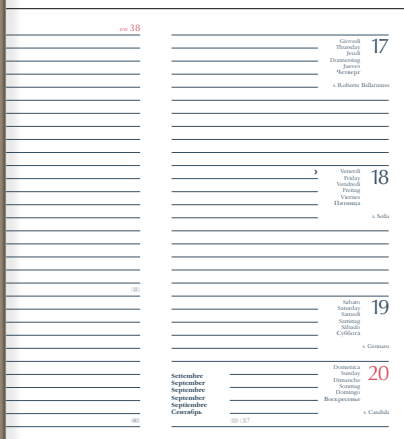 KW 38
Giovedì 17
Thursday
Jeudi
Donnerstag
Jueves
Четверг
s. Roberto Bellarmino
Venerdì 18
Friday
Vendredi
Freitag
Viernes
Пятница
s. Sofia
Sabato 19
Saturday
Samedi
Samstag
Sábado
Суббота
s. Gennaro
Domenica 20
Sunday
Dimanche
Sonntag
Domingo
Воскресенье
s. Candida
Settembre
September
Septembre
September
Septiembre
Сентябрь